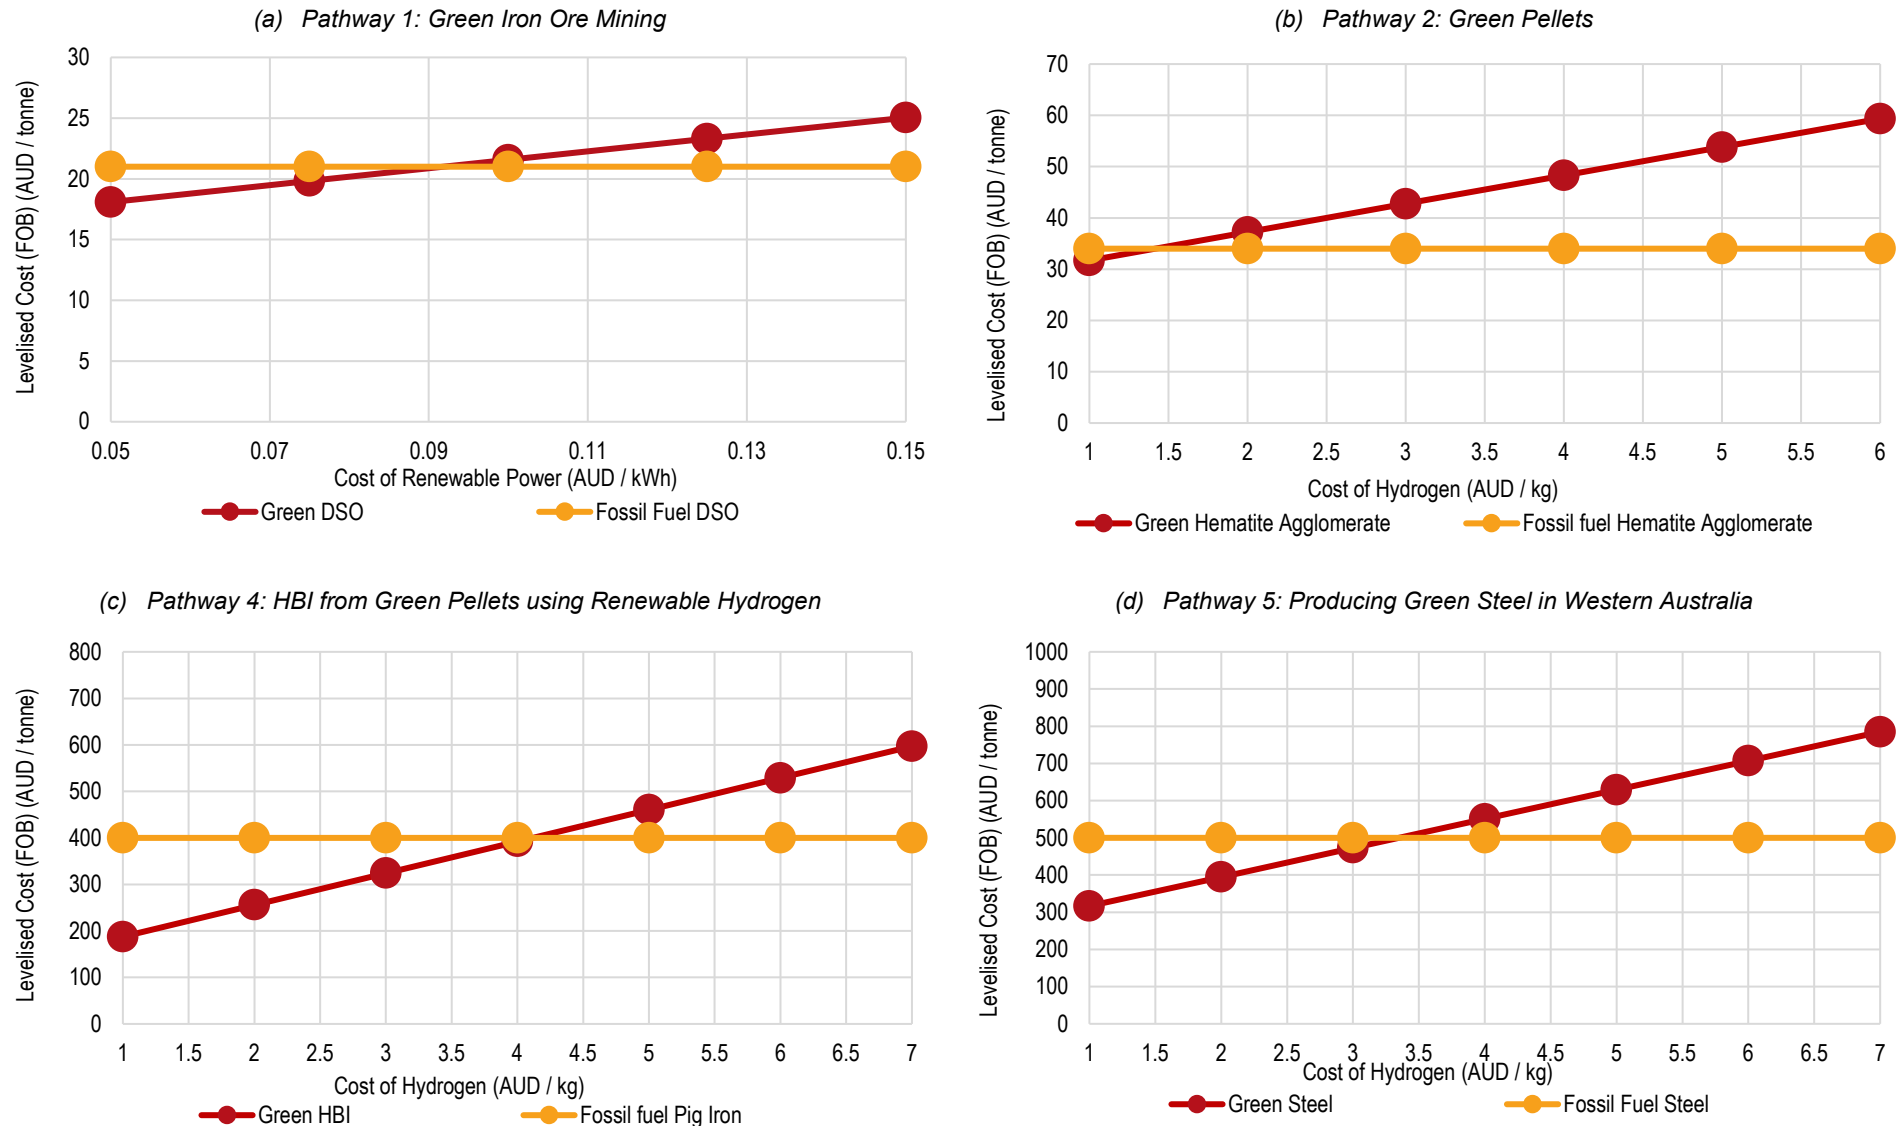 (a) Pathway 1: Green Iron Ore Mining
Levelised Cost (FOB) (AUD / tonne)
30
25
20
15
10
5
0
0.05 0.07 0.09 0.11 0.13 0.15
Cost of Renewable Power (AUD / kWh)
Green DSO Fossil Fuel DSO
(b) Pathway 2: Green Pellets
Levelised Cost (FOB) (AUD / tonne)
70
60
50
40
30
20
10
0
1 1.5 2 2.5 3 3.5 4 4.5 5 5.5 6
Cost of Hydrogen (AUD / kg)
Green Hematite Agglomerate Fossil fuel Hematite Agglomerate
(c) Pathway 4: HBI from Green Pellets using Renewable Hydrogen
Levelised Cost (FOB) (AUD / tonne)
800
700
600
500
400
300
200
100
0
1 1.5 2 2.5 3 3.5 4 4.5 5 5.5 6 6.5 7
Cost of Hydrogen (AUD / kg)
Green HBI Fossil fuel Pig Iron
(d) Pathway 5: Producing Green Steel in Western Australia
Levelised Cost (FOB) (AUD / tonne)
1000
900
800
700
600
500
400
300
200
100
0
1 1.5 2 2.5 3 3.5 4 4.5 5 5.5 6 6.5 7
Cost of Hydrogen (AUD / kg)
Green Steel Fossil Fuel Steel